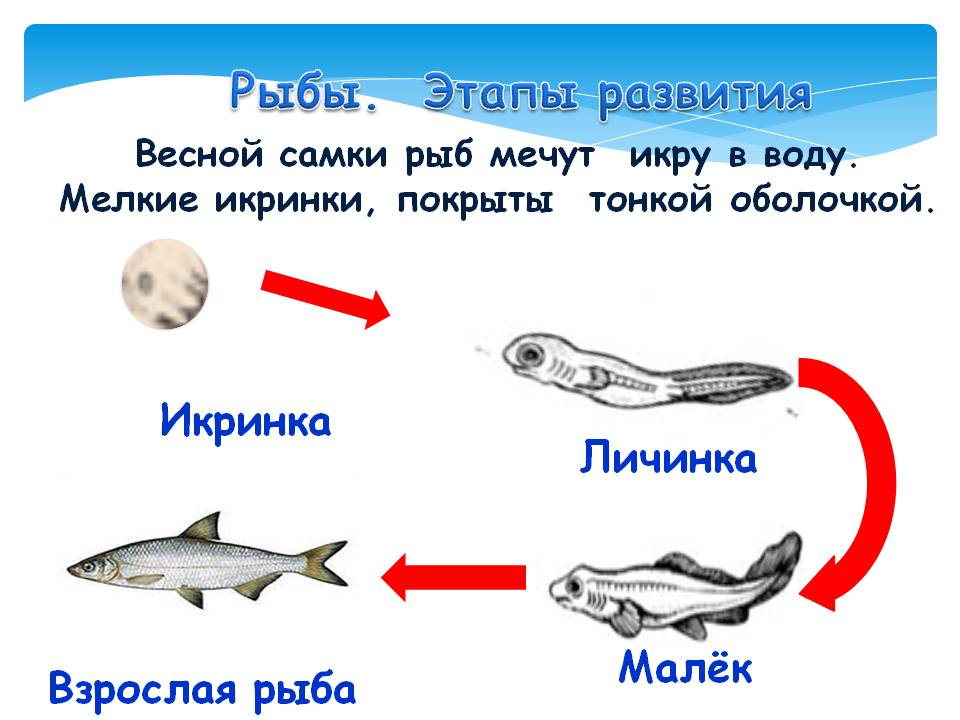 Рыбы. Этапы развития
Весной самки рыб мечут икру в воду.
Мелкие икринки, покрыты тонкой оболочкой.
Икринка
Личинка
Малёк
Взрослая рыба